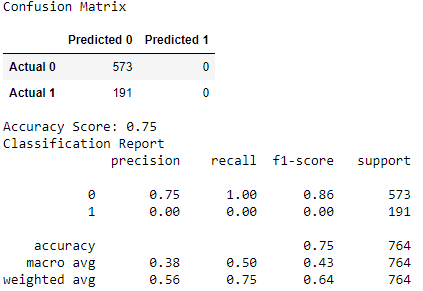 Confusion Matrix
Predicted 0 Predicted 1
Actual 0 573 0
Actual 1 191 0
Accuracy Score: 0.75
Classification Report
precision recall f1-score support
0 0.75 1.00 0.86 573
1 0.00 0.00 0.00 191
accuracy 0.75 764
macro avg 0.38 0.50 0.43 764
weighted avg 0.56 0.75 0.64 764